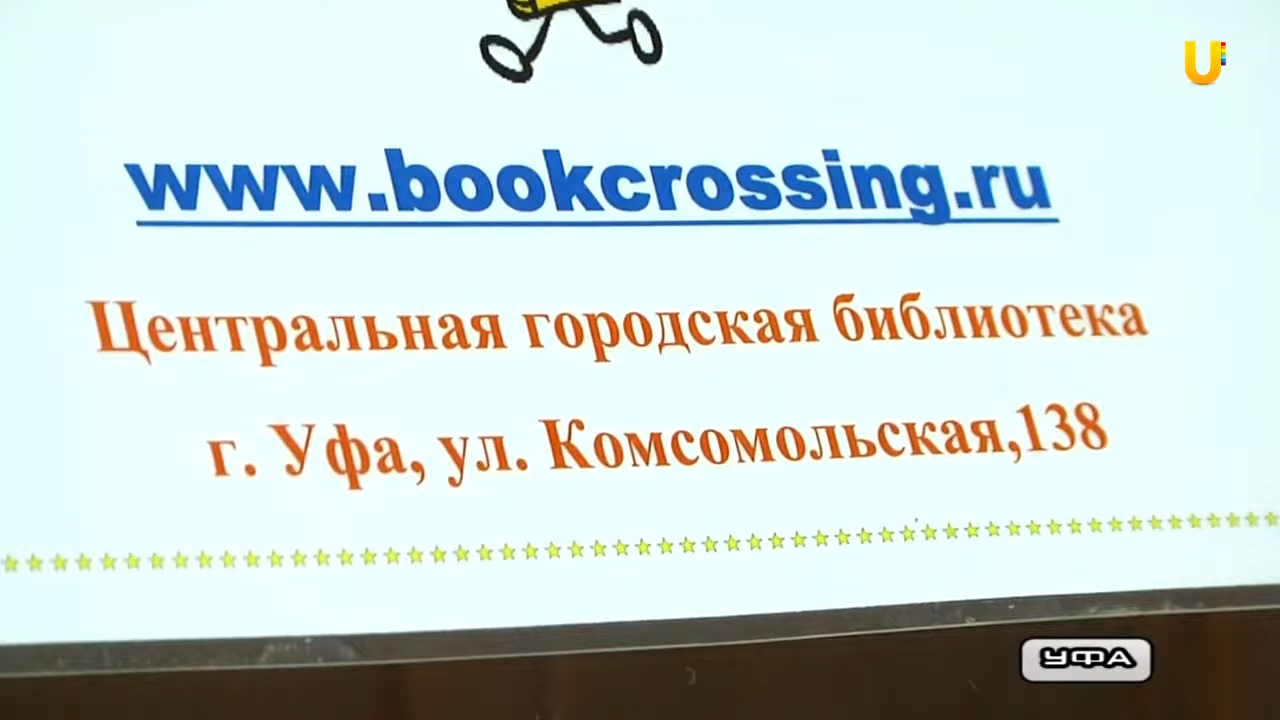 U
www.bookcrossing.ru
Центральная городская библиотека
г. Уфа, ул. Комсомольская,138
УФА